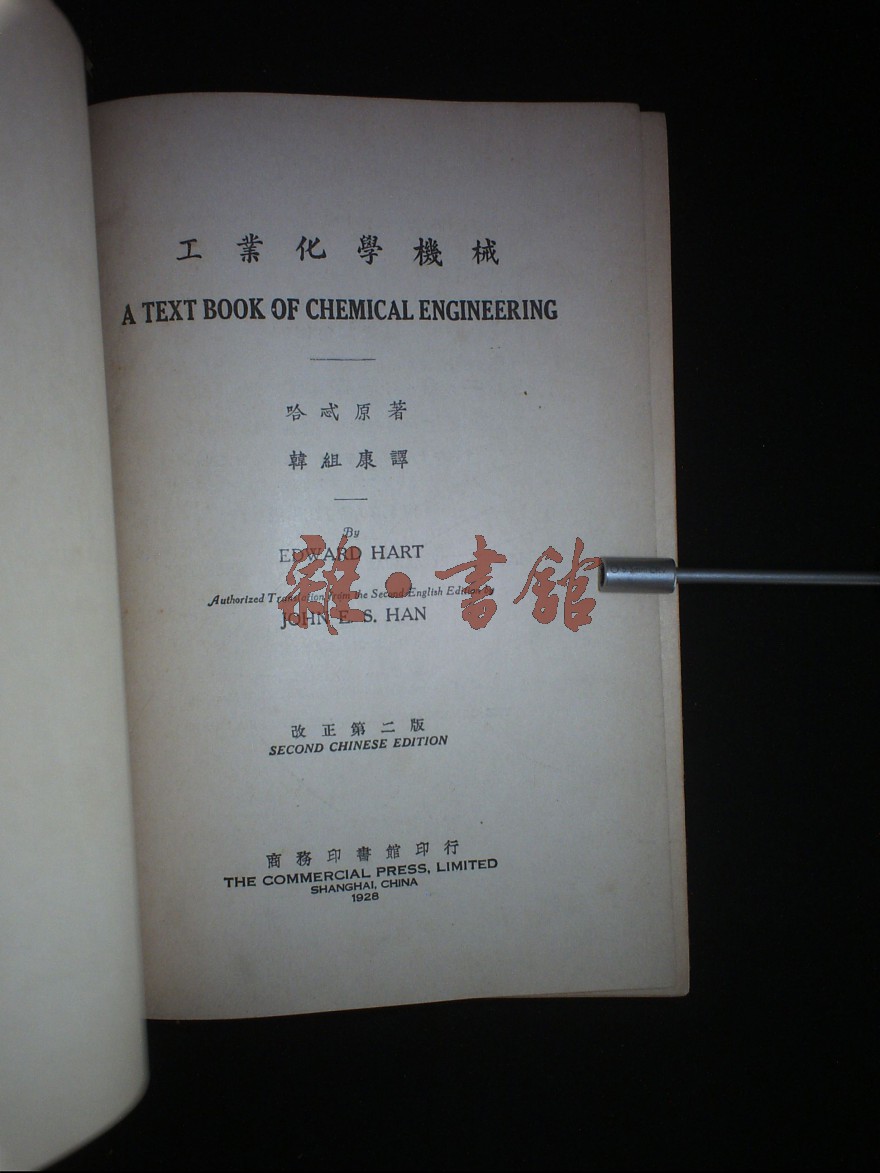 工業化學機械
A TEXT BOOK OF CHEMICAL ENGINEERING
哈忒原著
韓組康譯
By
EDWARD HART
Authorized Translation from the Second English Edition by
JOHN E. S. HAN
雜·書館
改正第二版
SECOND CHINESE EDITION
商務印書館印行
THE COMMERCIAL PRESS, LIMITED
SHANGHAI, CHINA
1928